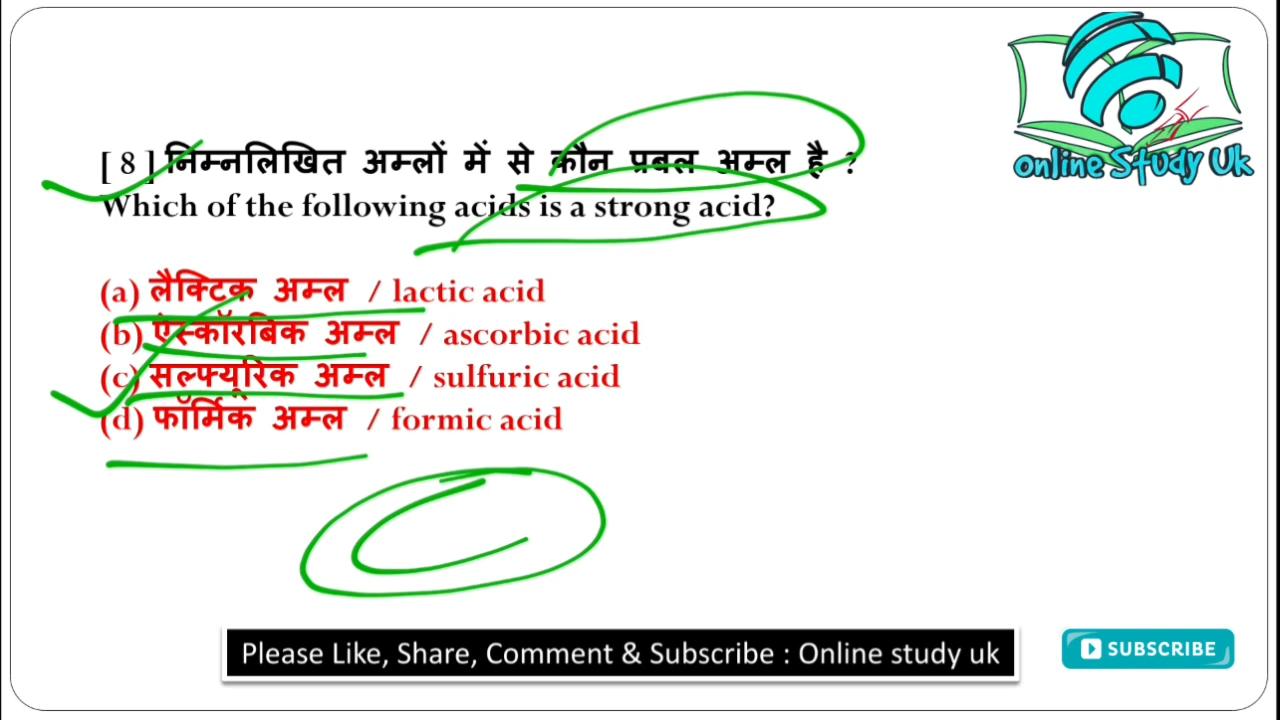 [ 8 ] निम्नलिखित अम्लों में से कौन प्रबल अम्ल है ?
Which of the following acids is a strong acid?
(a) लैक्टिक अम्ल / lactic acid
(b) ऐस्कॉरबिक अम्ल / ascorbic acid
(c) सल्फ्यूरिक अम्ल / sulfuric acid
(d) फॉर्मिक अम्ल / formic acid
C
Online Study Uk
Please Like, Share, Comment & Subscribe : Online study uk
SUBSCRIBE